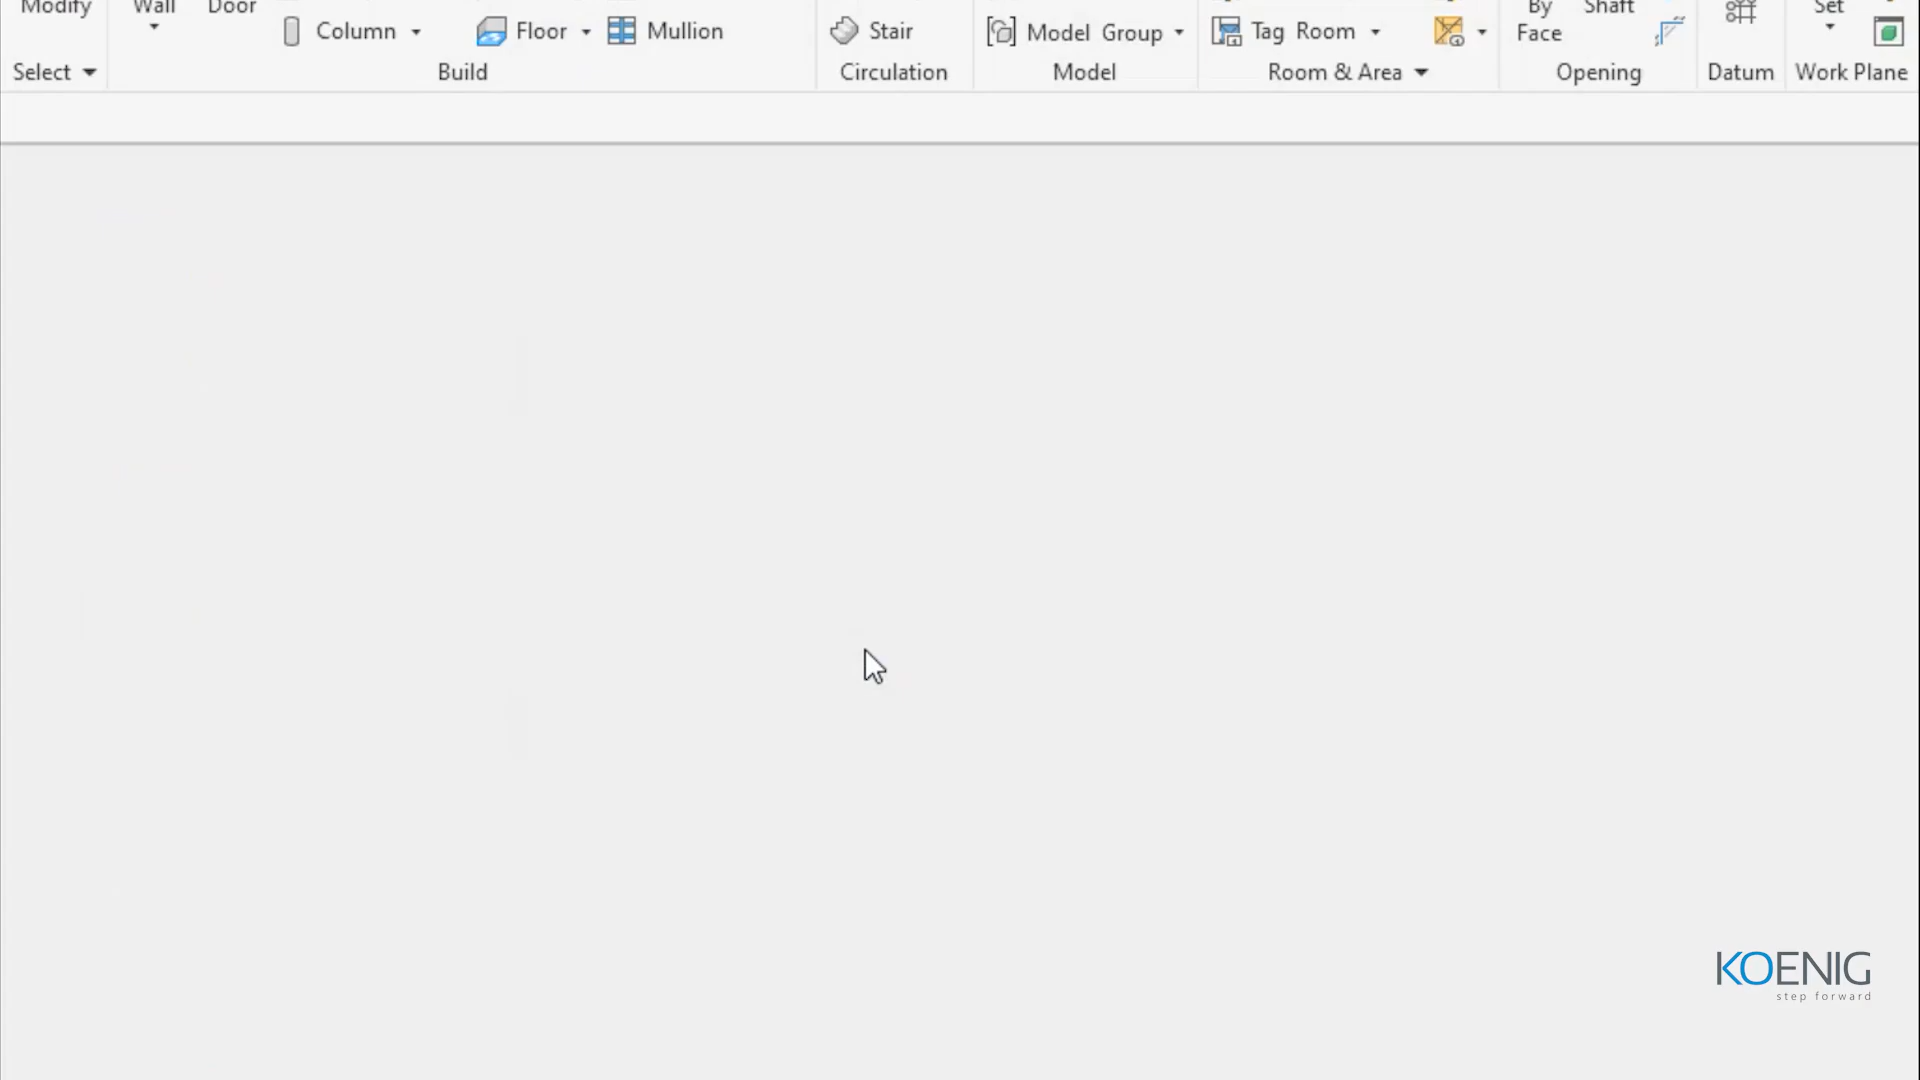 Modify Wall Door By Shaft Set
Column Floor Mullion Stair Model Group Tag Room Face
Select Build Circulation Model Room & Area Opening Datum Work Plane
KOENIG
step forward